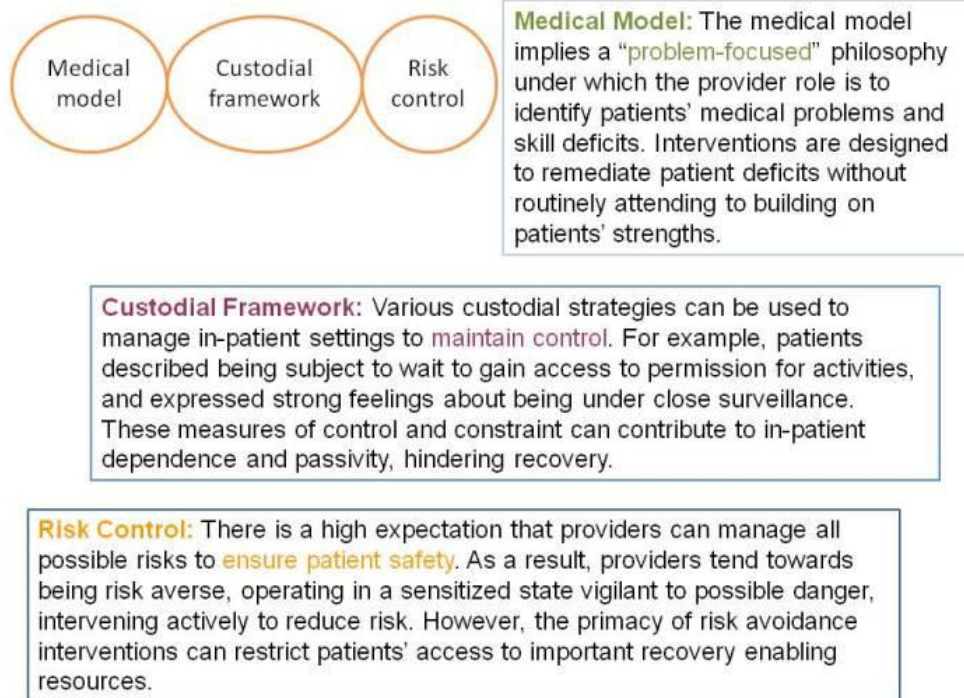 Medical
model
Custodial
framework
Risk
control
Medical Model: The medical model
implies a “problem-focused” philosophy
under which the provider role is to
identify patients’ medical problems and
skill deficits. Interventions are designed
to remediate patient deficits without
routinely attending to building on
patients’ strengths.
Custodial Framework: Various custodial strategies can be used to
manage in-patient settings to maintain control. For example, patients
described being subject to wait to gain access to permission for activities,
and expressed strong feelings about being under close surveillance.
These measures of control and constraint can contribute to in-patient
dependence and passivity, hindering recovery.
Risk Control: There is a high expectation that providers can manage all
possible risks to ensure patient safety. As a result, providers tend towards
being risk averse, operating in a sensitized state vigilant to possible danger,
intervening actively to reduce risk. However, the primacy of risk avoidance
interventions can restrict patients’ access to important recovery enabling
resources.